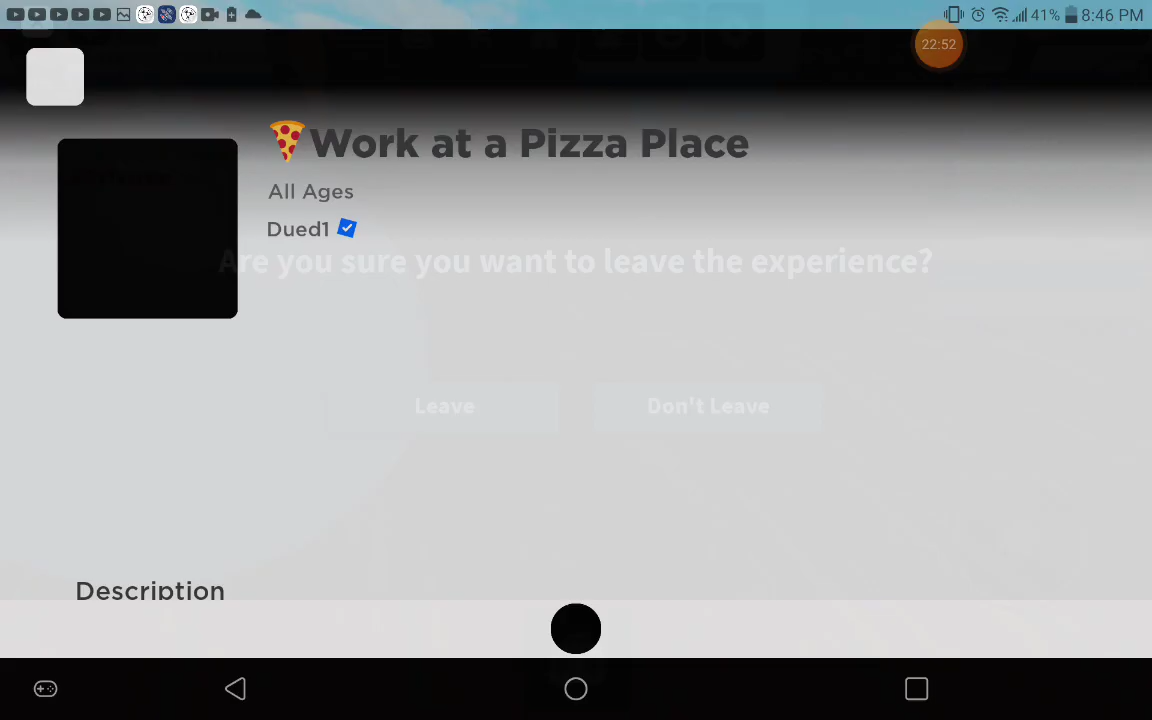 41% 8:46 PM
22:52
Work at a Pizza Place
All Ages
Dued1
Are you sure you want to leave the experience?
Leave Don't Leave
Description